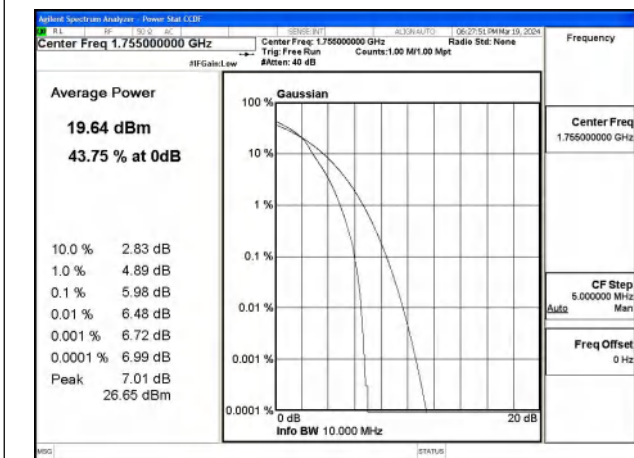 Agilent Spectrum Analyzer - Power Stat CCDF
RL RF 50 Ω AC SENSE:INT ALIGNAUTO 06:27:51 PM Mar 19, 2024
Center Freq 1.755000000 GHz
Center Freq: 1.755000000 GHz Radio Std: None
Trig: Free Run Counts:1.00 M/1.00 Mpt
#IFGain:Low #Atten: 40 dB
Frequency
Average Power
19.64 dBm
43.75 % at 0dB
10.0 % 2.83 dB
1.0 % 4.89 dB
0.1 % 5.98 dB
0.01 % 6.48 dB
0.001 % 6.72 dB
0.0001 % 6.99 dB
Peak 7.01 dB
26.65 dBm
Gaussian
100 %
10 %
1 %
0.1 %
0.01 %
0.001 %
0.0001 %
0 dB 20 dB
Info BW 10.000 MHz
Center Freq
1.755000000 GHz
CF Step
5.000000 MHz
Auto Man
Freq Offset
0 Hz
MSG STATUS